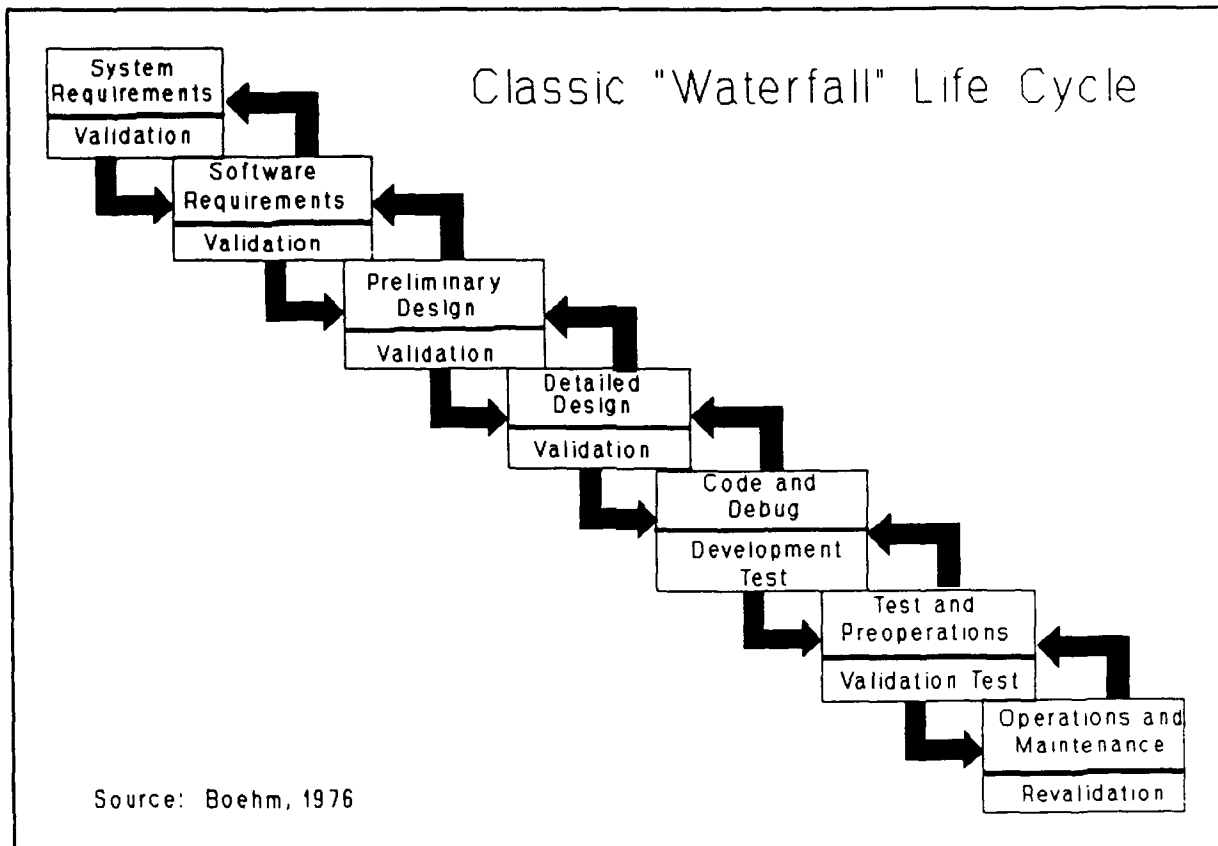 Classic "Waterfall" Life Cycle
System
Requirements
Validation
Software
Requirements
Validation
Preliminary
Design
Validation
Detailed
Design
Validation
Code and
Debug
Development
Test
Test and
Preoperations
Validation Test
Operations and
Maintenance
Revalidation
Source: Boehm, 1976